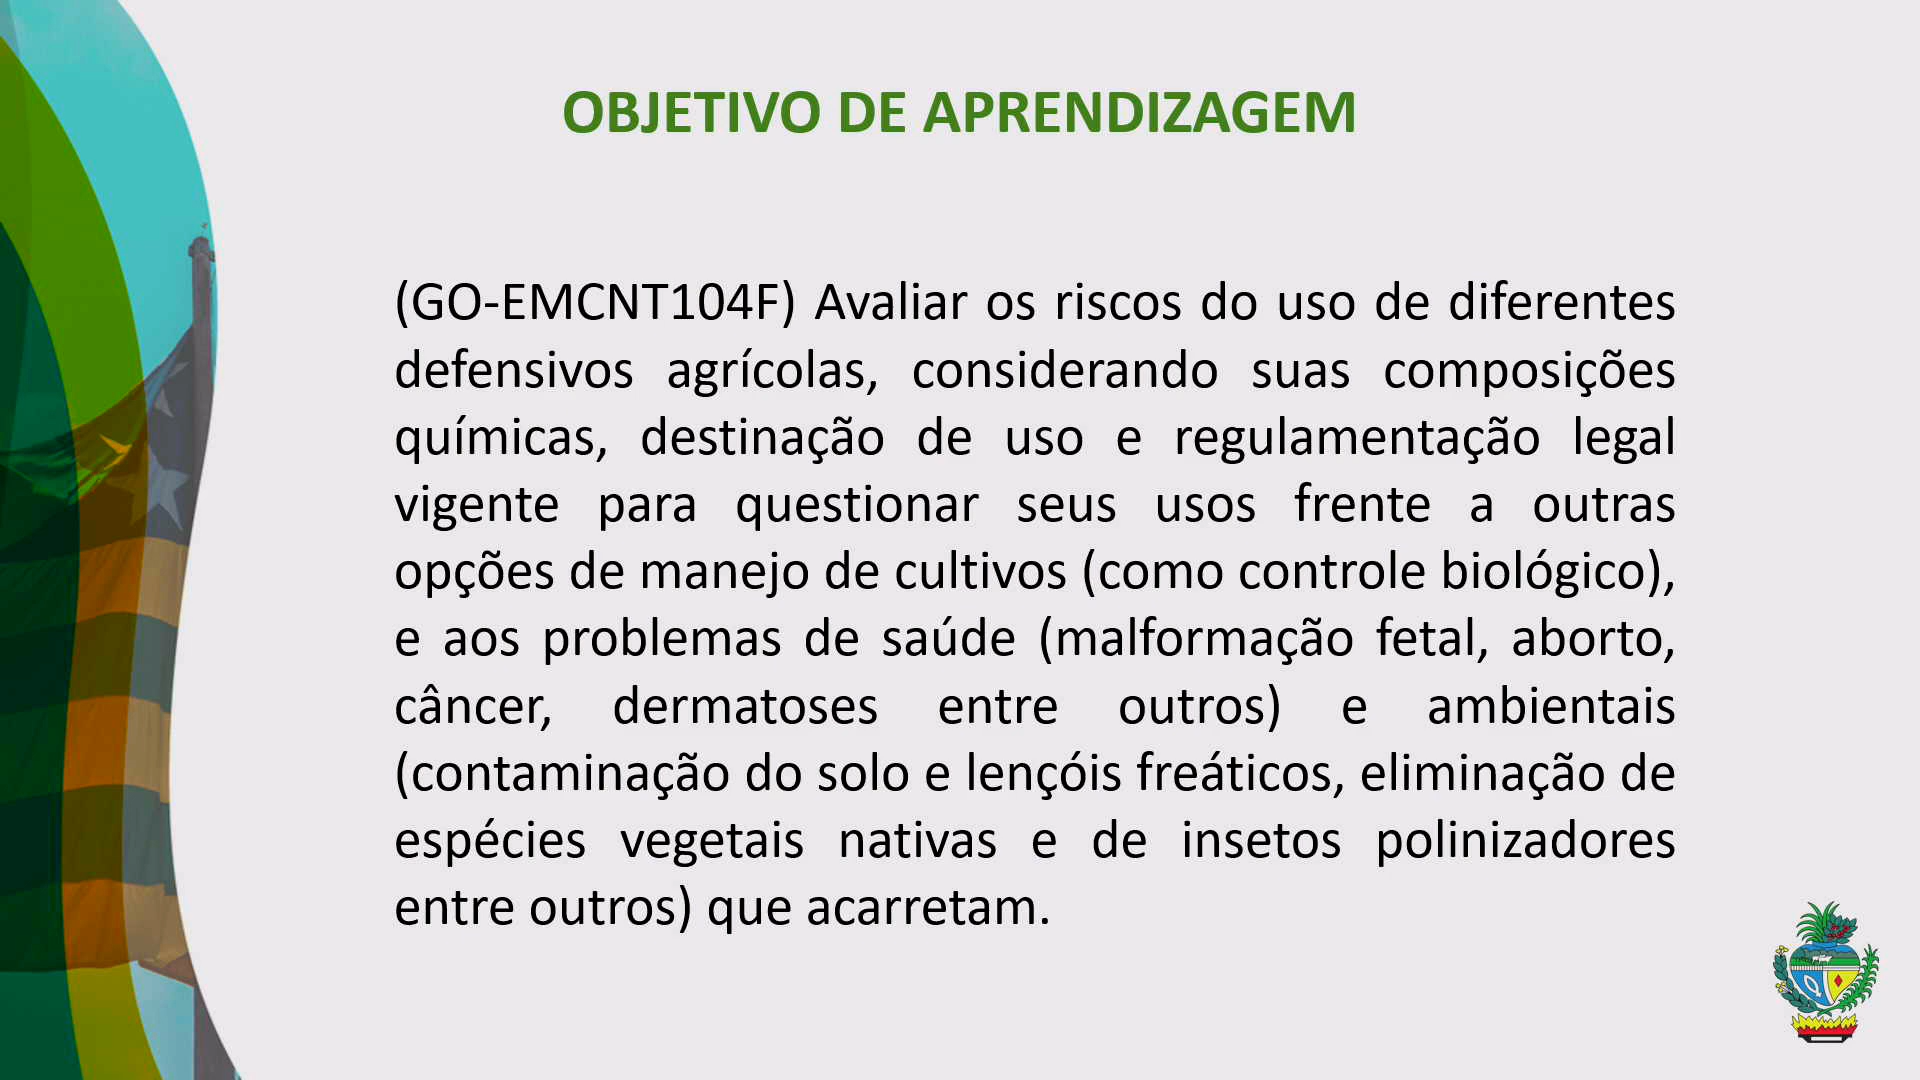 OBJETIVO DE APRENDIZAGEM
(GO-EMCNT104F) Avaliar os riscos do uso de diferentes
defensivos agrícolas, considerando suas composições
químicas, destinação de uso e regulamentação legal
vigente para questionar seus usos frente a outras
opções de manejo de cultivos (como controle biológico),
e aos problemas de saúde (malformação fetal, aborto,
câncer, dermatoses entre outros) e ambientais
(contaminação do solo e lençóis freáticos, eliminação de
espécies vegetais nativas e de insetos polinizadores
entre outros) que acarretam.